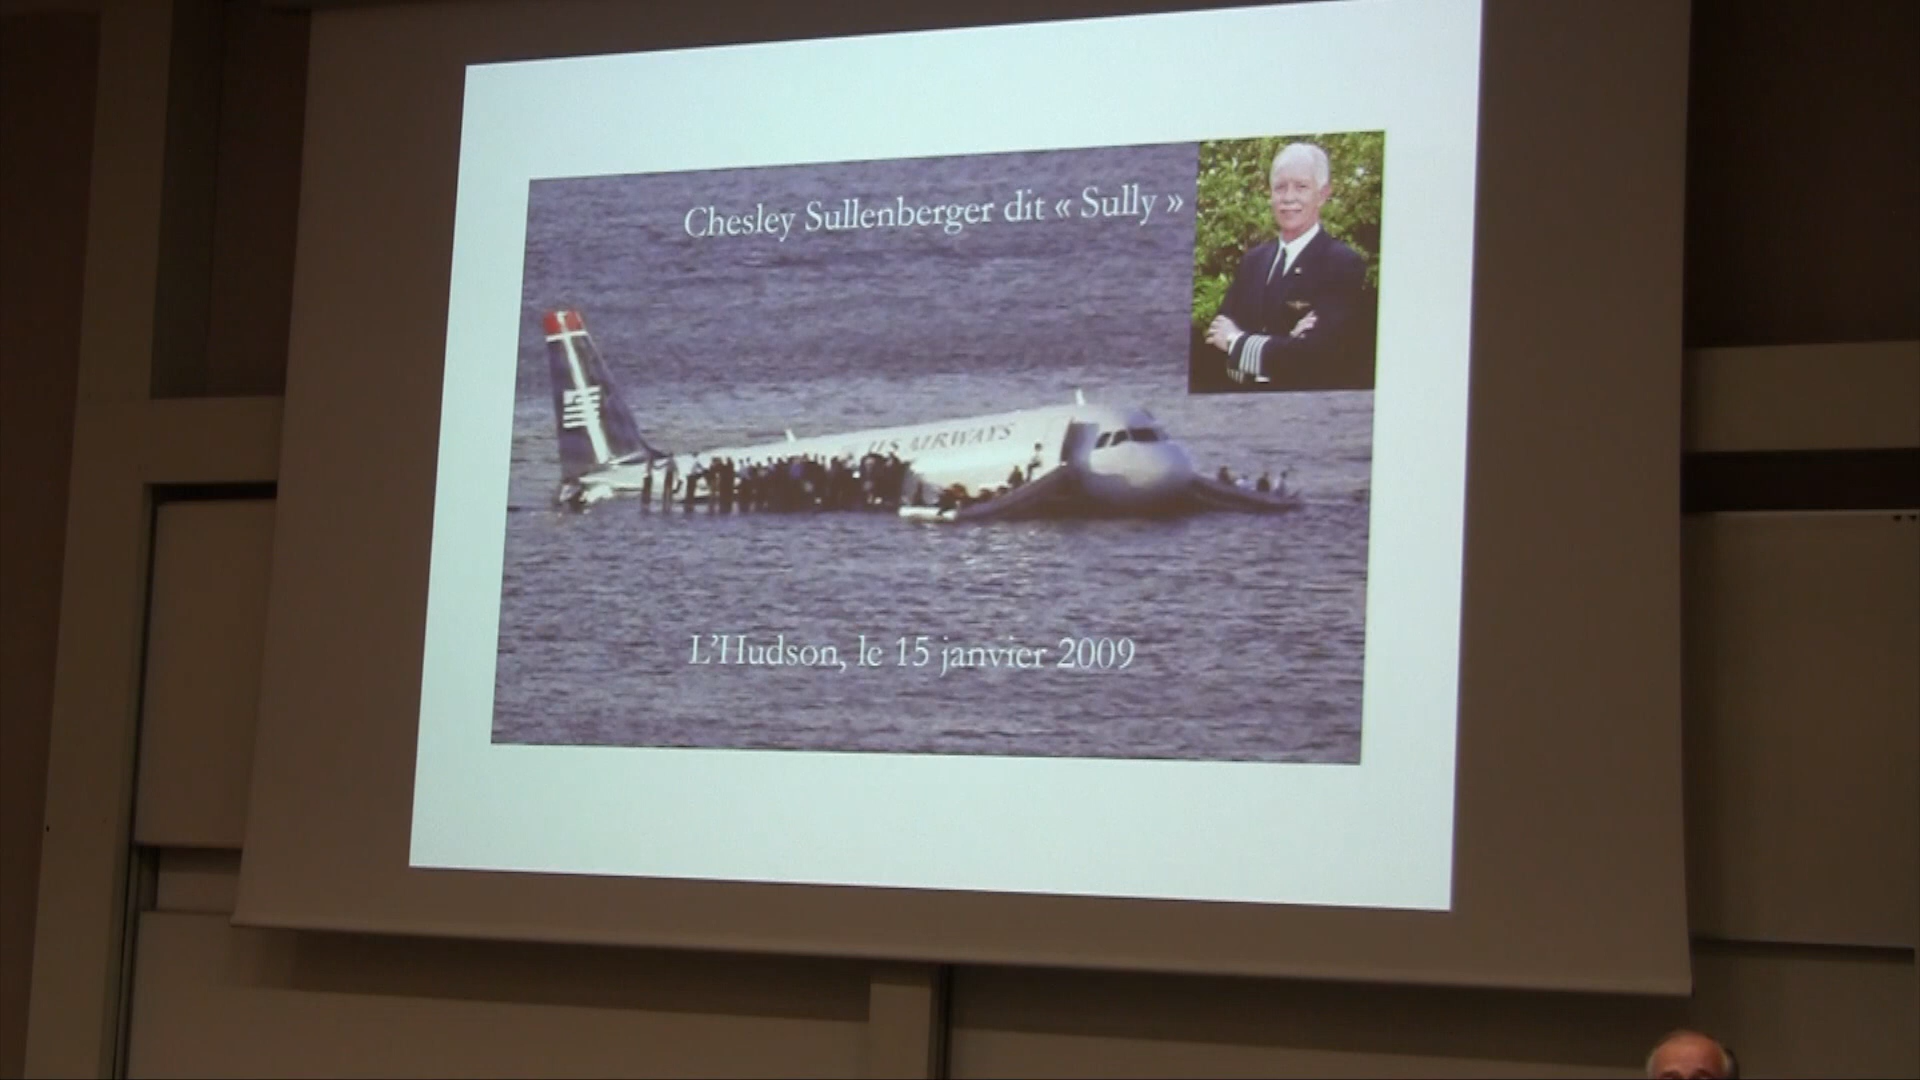 Chesley Sullenberger dit « Sully »
US AIRWAYS
L'Hudson, le 15 janvier 2009